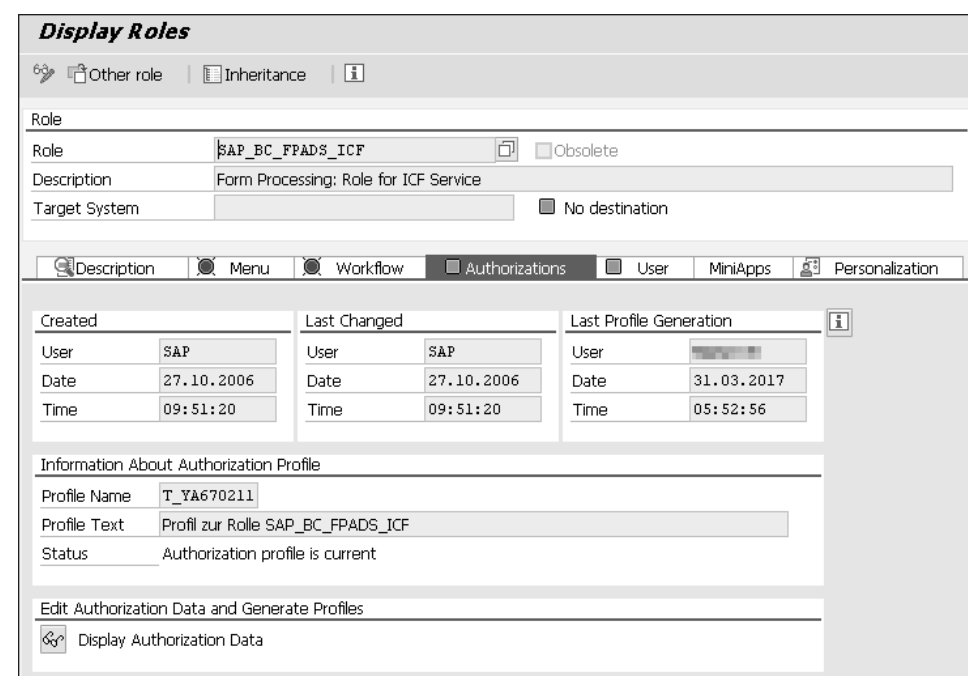 Display Roles
Other role Inheritance
Role
Role SAP_BC_FPADS_ICF Obsolete
Description Form Processing: Role for ICF Service
Target System No destination
Description Menu Workflow Authorizations User MiniApps Personalization
Created Last Changed Last Profile Generation
User SAP User SAP User
Date 27.10.2006 Date 27.10.2006 Date 31.03.2017
Time 09:51:20 Time 09:51:20 Time 05:52:56
Information About Authorization Profile
Profile Name T_YA670211
Profile Text Profil zur Rolle SAP_BC_FPADS_ICF
Status Authorization profile is current
Edit Authorization Data and Generate Profiles
Display Authorization Data